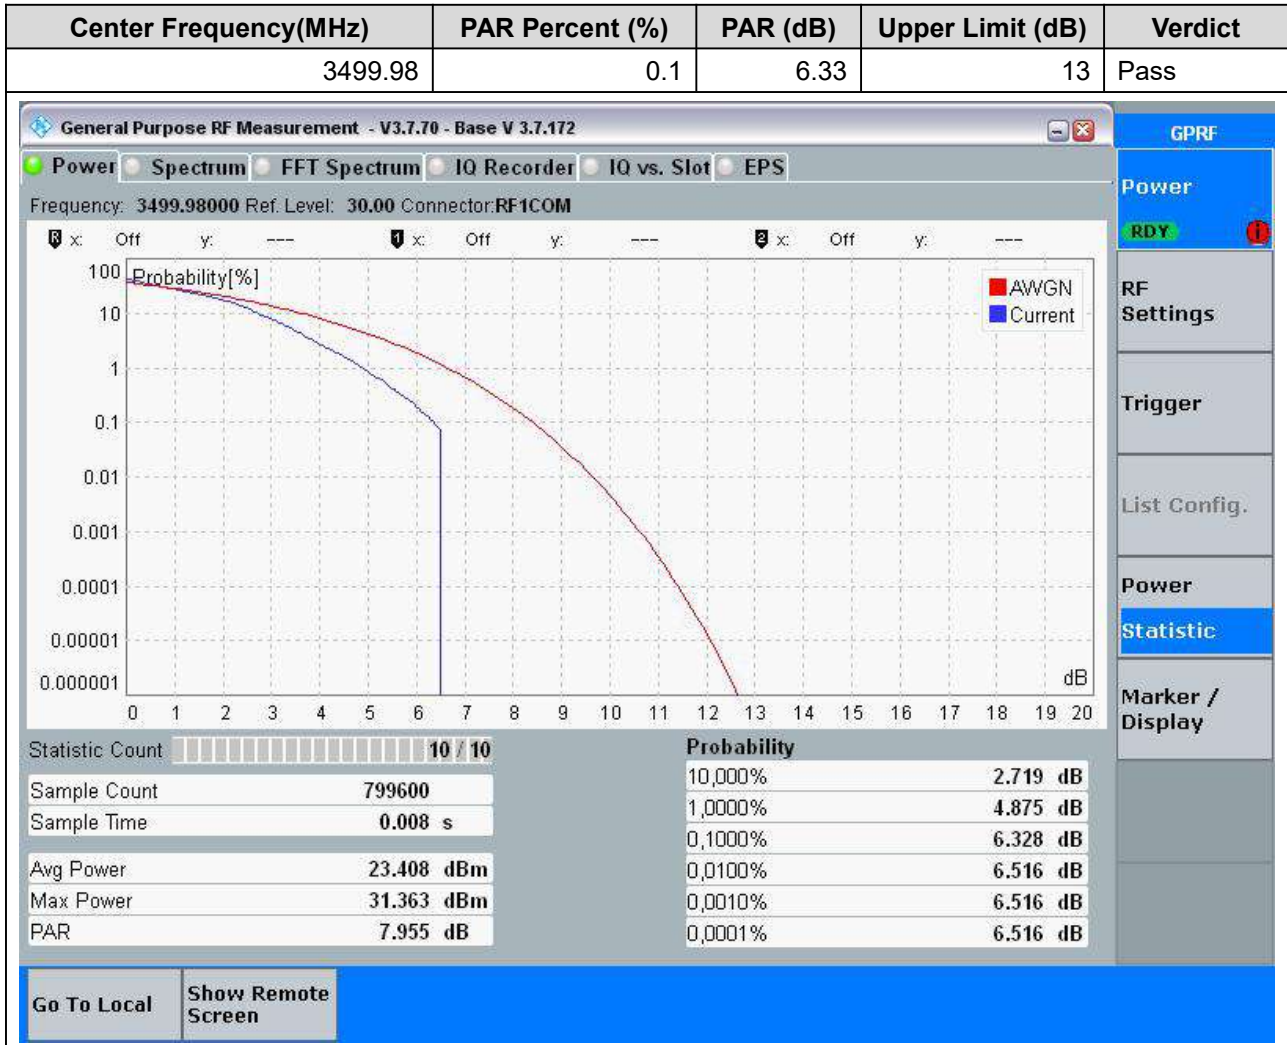 Center Frequency(MHz) PAR Percent (%) PAR (dB) Upper Limit (dB) Verdict
3499.98 0.1 6.33 13 Pass
General Purpose RF Measurement - V3.7.70 - Base V 3.7.172
GPRF
Power Spectrum FFT Spectrum IQ Recorder IQ vs. Slot EPS
Power
RDY
Frequency: 3499.98000 Ref. Level: 30.00 Connector:RF1COM
R x: Off y: --- 1 x: Off y: --- 2 x: Off y: ---
Probability[%]
AWGN
Current
100
10
1
0.1
0.01
0.001
0.0001
0.00001
0.000001
dB
0 1 2 3 4 5 6 7 8 9 10 11 12 13 14 15 16 17 18 19 20
RF
Settings
Trigger
List Config.
Power
Statistic
Marker /
Display
Statistic Count 10 / 10
Sample Count 799600
Sample Time 0.008 s
Avg Power 23.408 dBm
Max Power 31.363 dBm
PAR 7.955 dB
Probability
10,000% 2.719 dB
1,0000% 4.875 dB
0,1000% 6.328 dB
0,0100% 6.516 dB
0,0010% 6.516 dB
0,0001% 6.516 dB
Go To Local
Show Remote
Screen